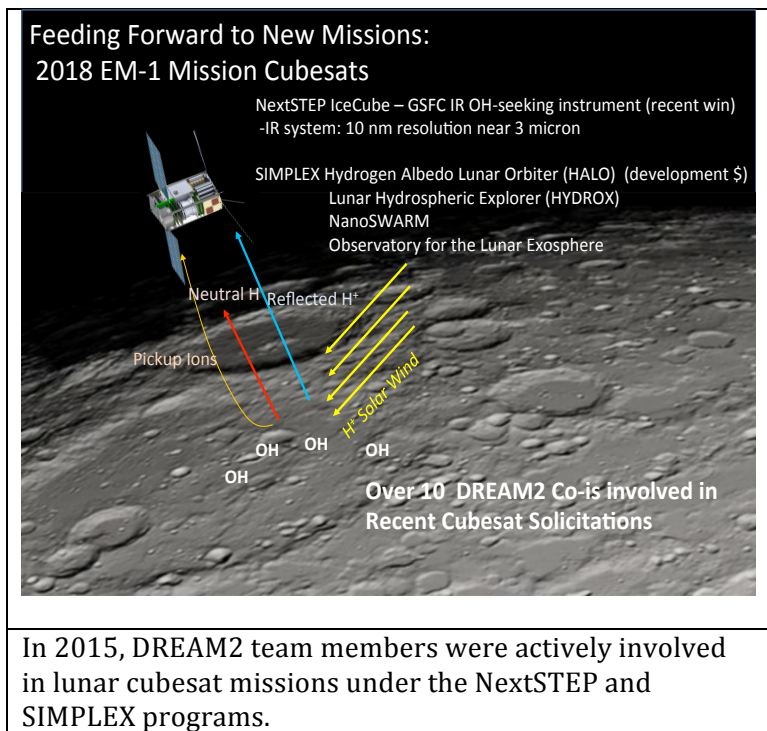 Feeding Forward to New Missions:
2018 EM-1 Mission Cubesats
NextSTEP IceCube – GSFC IR OH-seeking instrument (recent win)
-IR system: 10 nm resolution near 3 micron
SIMPLEX Hydrogen Albedo Lunar Orbiter (HALO) (development $)
Lunar Hydrospheric Explorer (HYDROX)
NanoSWARM
Observatory for the Lunar Exosphere
Neutral H
Reflected H⁺
Pickup Ions
H⁺ Solar Wind
OH
OH
OH
OH
Over 10 DREAM2 Co-is involved in
Recent Cubesat Solicitations
In 2015, DREAM2 team members were actively involved
in lunar cubesat missions under the NextSTEP and
SIMPLEX programs.